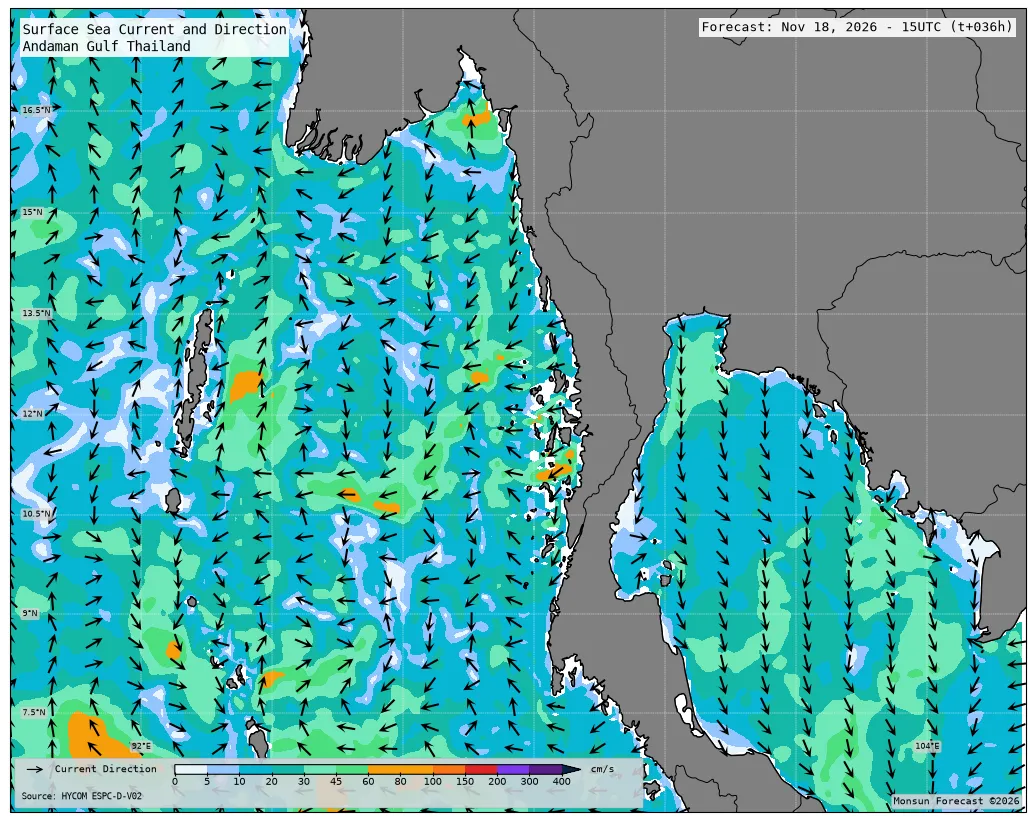 Surface Sea Current and Direction
Andaman Gulf Thailand
Forecast: Nov 18, 2026 - 15UTC (t+036h)
16.5°N
15°N
13.5°N
12°N
10.5°N
9°N
7.5°N
92°E
104°E
Current Direction
0 5 10 20 30 45 60 80 100 150 200 300 400 cm/s
Source: HYCOM ESPC-D-V02
Monsun Forecast ©2026